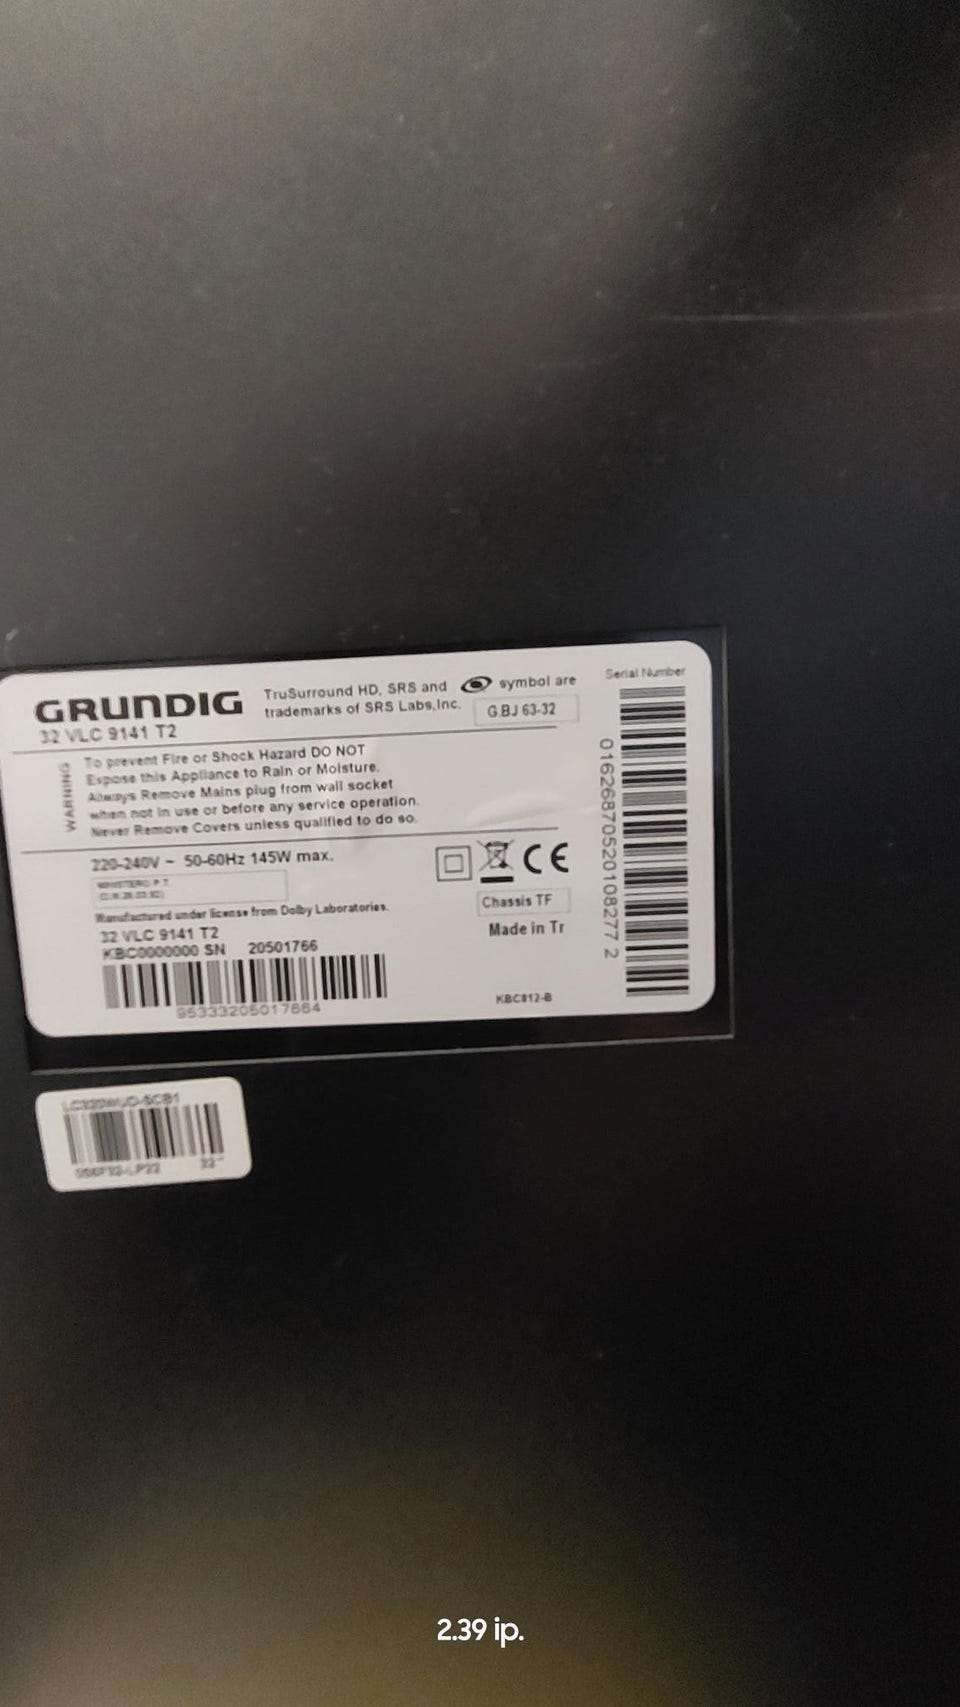 GRUNDIG
32 VLC 9141 T2
TruSurround HD, SRS and symbol are
trademarks of SRS Labs,Inc.
G.BJ 63-32
WARNING
To prevent Fire or Shock Hazard DO NOT
Expose this Appliance to Rain or Moisture.
Always Remove Mains plug from wall socket
when not in use or before any service operation.
Never Remove Covers unless qualified to do so.
220-240V ~ 50-60Hz 145W max.
MINISTERO P.T.
Manufactured under license from Dolby Laboratories.
32 VLC 9141 T2
KBC0000000 SN 20501766
95333205017664
CE
Chassis TF
Made in Tr
KBC812-B
Serial Number
01626870520108277 2
32"
2.39 ip.